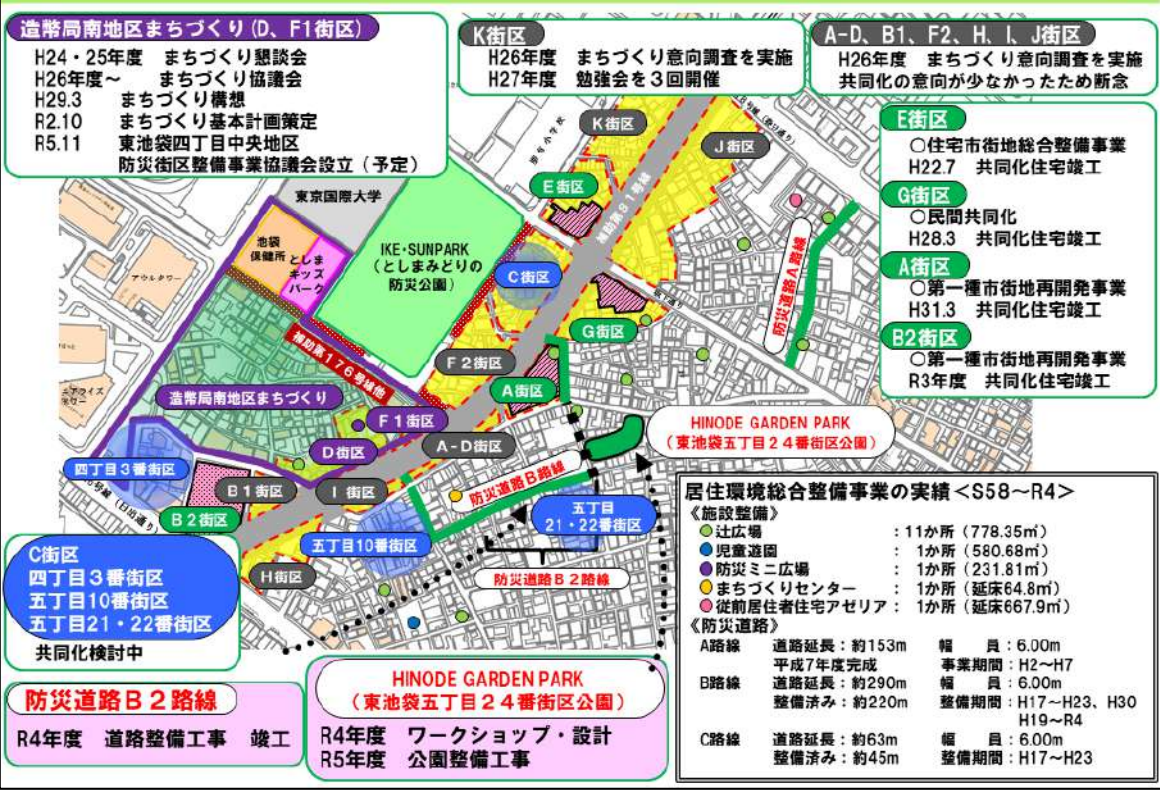 造幣局南地区まちづくり(D、F1街区)
H24・25年度 まちづくり懇談会
H26年度~ まちづくり協議会
H29.3 まちづくり構想
R2.10 まちづくり基本計画策定
R5.11 東池袋四丁目中央地区
防災街区整備事業協議会設立(予定)
K街区
H26年度 まちづくり意向調査を実施
H27年度 勉強会を3回開催
A-D、B1、F2、H、I、J街区
H26年度 まちづくり意向調査を実施
共同化の意向が少なかったため断念
E街区
○住宅市街地総合整備事業
H22.7 共同化住宅竣工
G街区
○民間共同化
H28.3 共同化住宅竣工
A街区
○第一種市街地再開発事業
H31.3 共同化住宅竣工
B2街区
○第一種市街地再開発事業
R3年度 共同化住宅竣工
K街区
J街区
E街区
補助第81号線
東京国際大学
池袋
保健所
としま
キッズ
パーク
IKE・SUNPARK
(としまみどりの
防災公園)
C街区
G街区
防災道路A路線
アウルタワー
補助第176号線他
F2街区
A街区
造幣局南地区まちづくり
F1街区
D街区
A-D街区
HINODE GARDEN PARK
(東池袋五丁目24番街区公園)
四丁目3番街区
B1街区
I街区
防災道路B路線
B2街区
五丁目
21・22番街区
五丁目10番街区
H街区
防災道路B2路線
C街区
四丁目3番街区
五丁目10番街区
五丁目21・22番街区
共同化検討中
防災道路B2路線
R4年度 道路整備工事 竣工
HINODE GARDEN PARK
(東池袋五丁目24番街区公園)
R4年度 ワークショップ・設計
R5年度 公園整備工事
居住環境総合整備事業の実績<S58~R4>
《施設整備》
辻広場 : 11か所(778.35㎡)
児童遊園 : 1か所(580.68㎡)
防災ミニ広場 : 1か所(231.81㎡)
まちづくりセンター : 1か所(延床64.8㎡)
従前居住者住宅アゼリア: 1か所(延床667.9㎡)
《防災道路》
A路線 道路延長:約153m 幅 員:6.00m
平成7年度完成 事業期間:H2~H7
B路線 道路延長:約290m 幅 員:6.00m
整備済み:約220m 整備期間:H17~H23、H30
H19~R4
C路線 道路延長:約63m 幅 員:6.00m
整備済み:約45m 整備期間:H17~H23